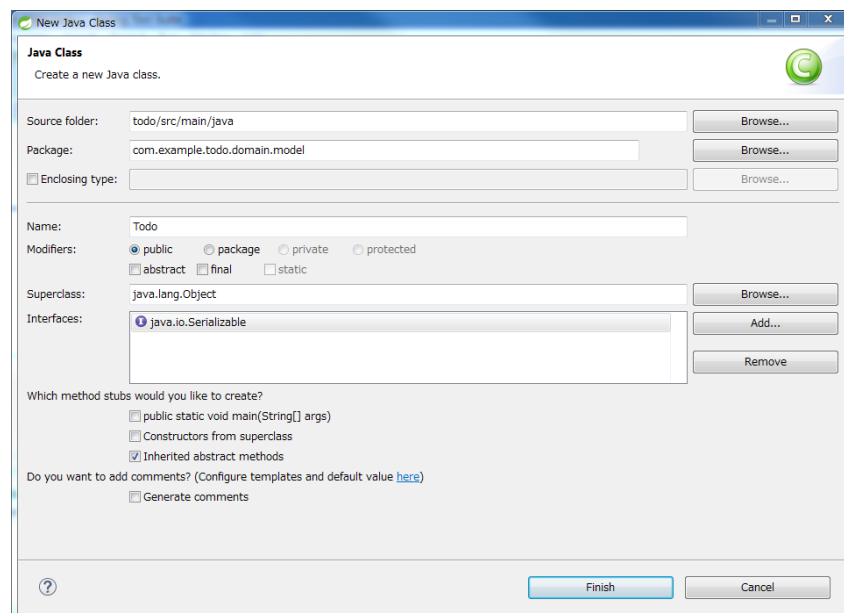 New Java Class
Java Class
Create a new Java class.
Source folder: todo/src/main/java Browse...
Package: com.example.todo.domain.model Browse...
Enclosing type: Browse...
Name: Todo
Modifiers: public package private protected
abstract final static
Superclass: java.lang.Object Browse...
Interfaces: java.io.Serializable Add...
Remove
Which method stubs would you like to create?
public static void main(String[] args)
Constructors from superclass
Inherited abstract methods
Do you want to add comments? (Configure templates and default value here)
Generate comments
Finish Cancel